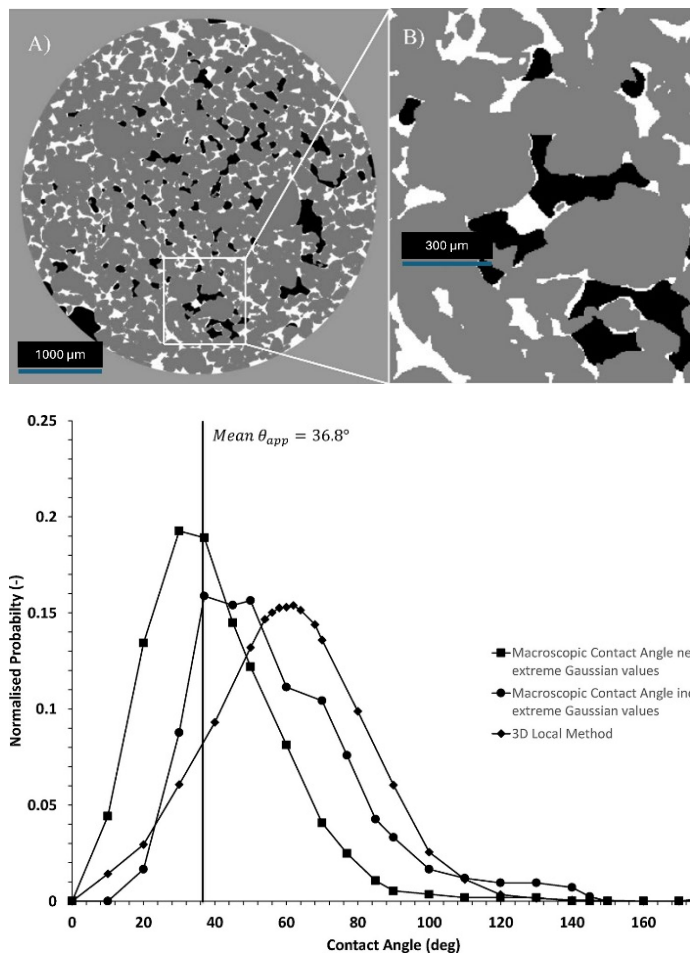 A)
B)
1000 µm
300 µm
0.25
0.2
0.15
0.1
0.05
0
Normalised Probability (-)
Mean θapp = 36.8°
Macroscopic Contact Angle ne
extreme Gaussian values
Macroscopic Contact Angle inc
extreme Gaussian values
3D Local Method
0 20 40 60 80 100 120 140 160
Contact Angle (deg)